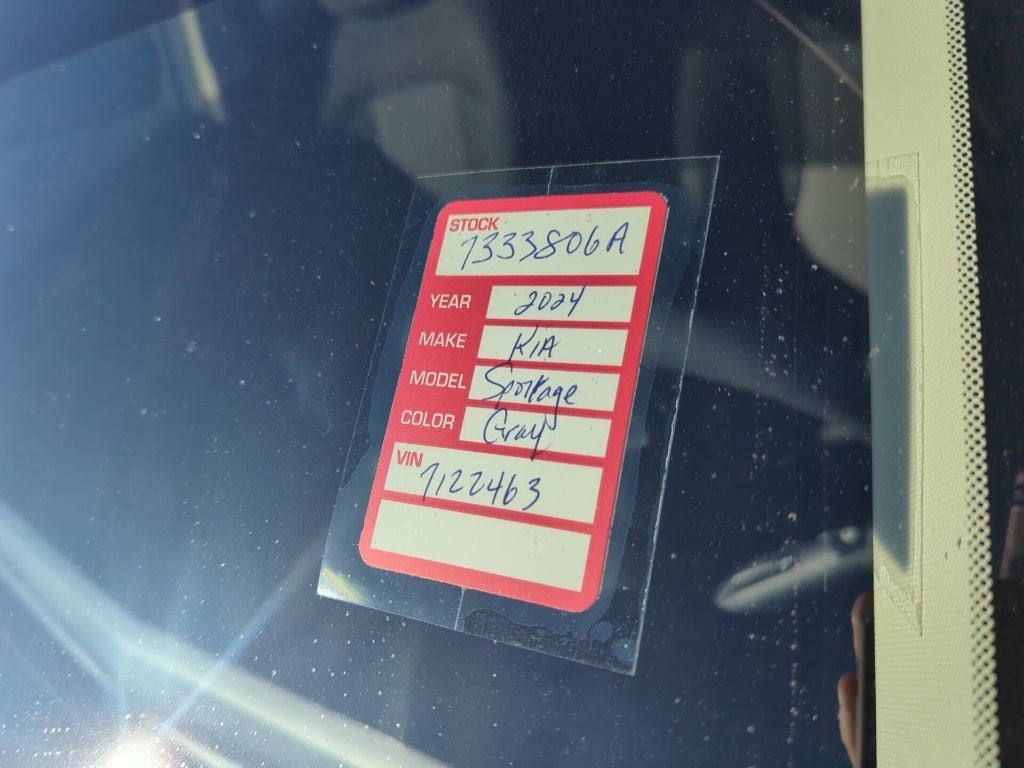 STOCK
7333806A
YEAR 2024
MAKE KIA
MODEL Sportage
COLOR Gray
VIN
7122463